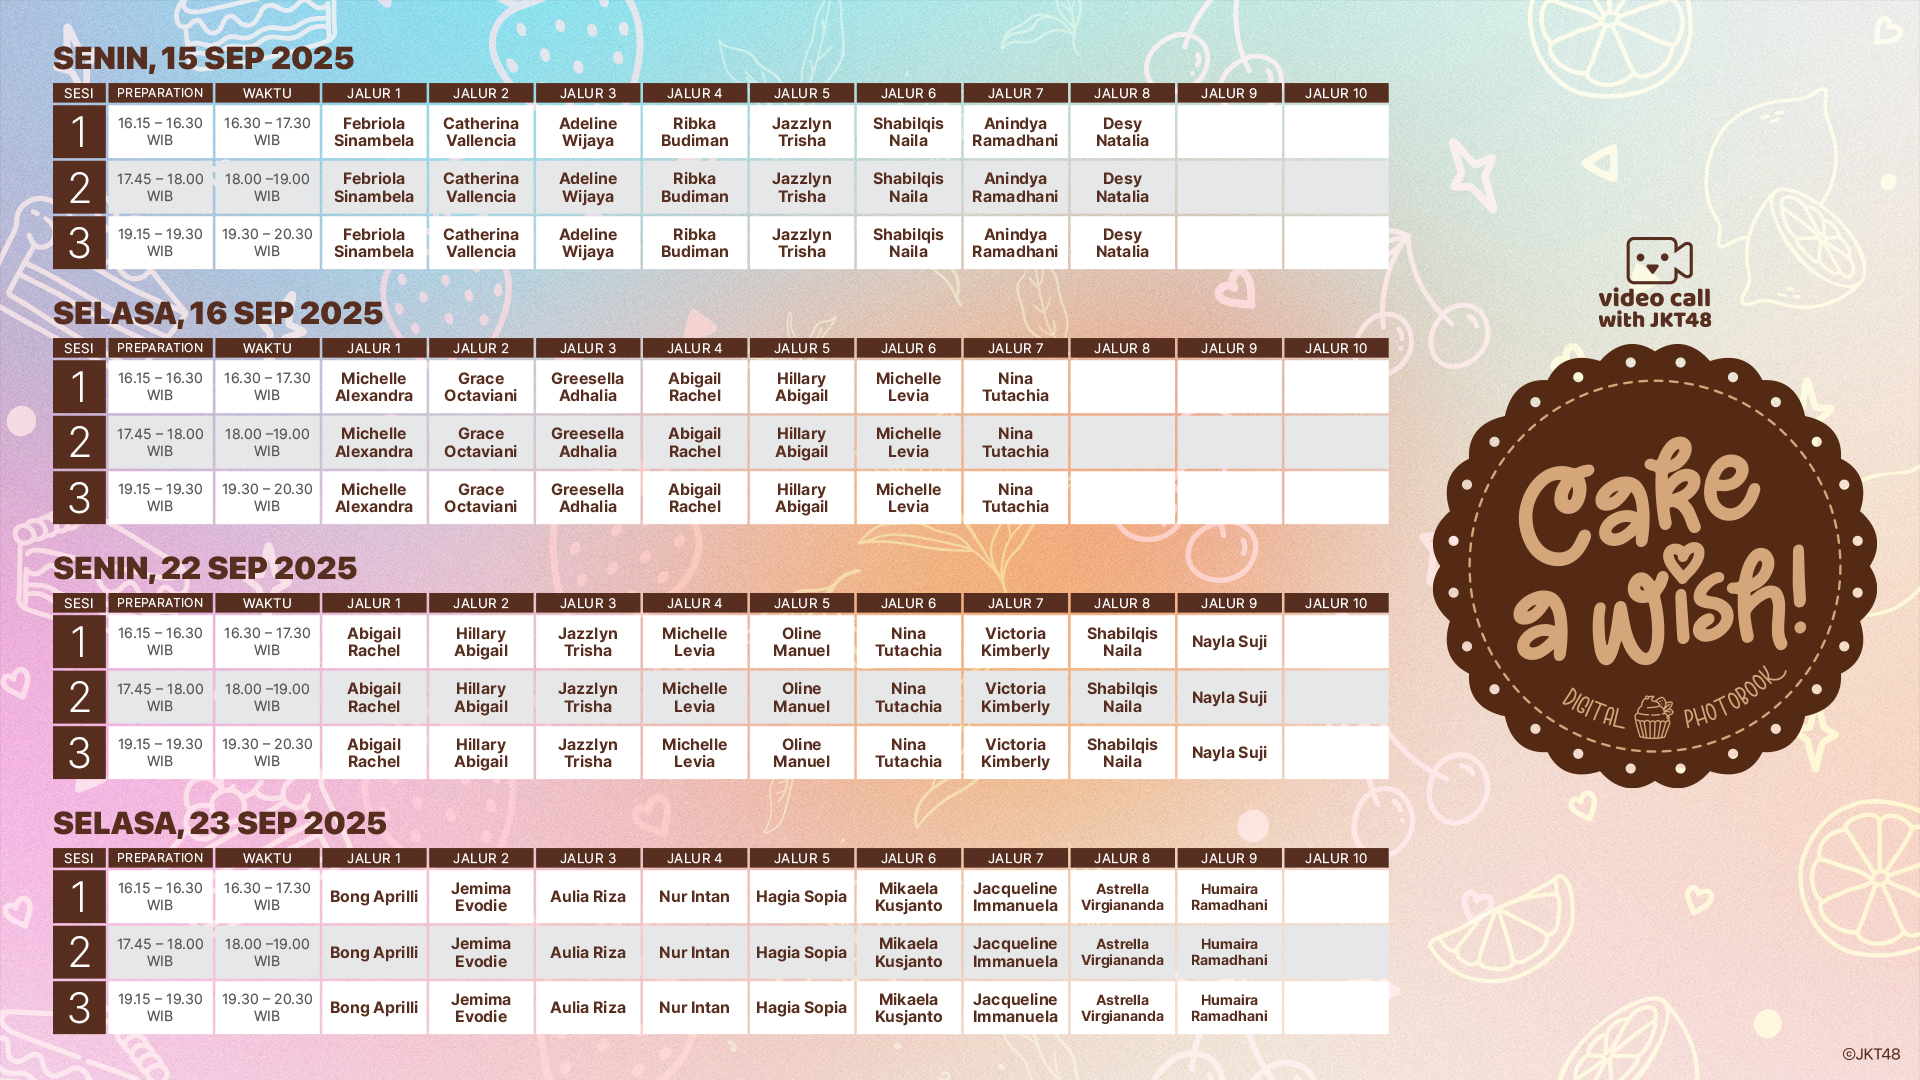 SENIN, 15 SEP 2025
SESI PREPARATION WAKTU JALUR 1 JALUR 2 JALUR 3 JALUR 4 JALUR 5 JALUR 6 JALUR 7 JALUR 8 JALUR 9 JALUR 10
1 16.15 – 16.30 WIB 16.30 – 17.30 WIB Febriola Sinambela Catherina Vallencia Adeline Wijaya Ribka Budiman Jazzlyn Trisha Shabilqis Naila Anindya Ramadhani Desy Natalia
2 17.45 – 18.00 WIB 18.00 –19.00 WIB Febriola Sinambela Catherina Vallencia Adeline Wijaya Ribka Budiman Jazzlyn Trisha Shabilqis Naila Anindya Ramadhani Desy Natalia
3 19.15 – 19.30 WIB 19.30 – 20.30 WIB Febriola Sinambela Catherina Vallencia Adeline Wijaya Ribka Budiman Jazzlyn Trisha Shabilqis Naila Anindya Ramadhani Desy Natalia
SELASA, 16 SEP 2025
SESI PREPARATION WAKTU JALUR 1 JALUR 2 JALUR 3 JALUR 4 JALUR 5 JALUR 6 JALUR 7 JALUR 8 JALUR 9 JALUR 10
1 16.15 – 16.30 WIB 16.30 – 17.30 WIB Michelle Alexandra Grace Octaviani Greesella Adhalia Abigail Rachel Hillary Abigail Michelle Levia Nina Tutachia
2 17.45 – 18.00 WIB 18.00 –19.00 WIB Michelle Alexandra Grace Octaviani Greesella Adhalia Abigail Rachel Hillary Abigail Michelle Levia Nina Tutachia
3 19.15 – 19.30 WIB 19.30 – 20.30 WIB Michelle Alexandra Grace Octaviani Greesella Adhalia Abigail Rachel Hillary Abigail Michelle Levia Nina Tutachia
SENIN, 22 SEP 2025
SESI PREPARATION WAKTU JALUR 1 JALUR 2 JALUR 3 JALUR 4 JALUR 5 JALUR 6 JALUR 7 JALUR 8 JALUR 9 JALUR 10
1 16.15 – 16.30 WIB 16.30 – 17.30 WIB Abigail Rachel Hillary Abigail Jazzlyn Trisha Michelle Levia Oline Manuel Nina Tutachia Victoria Kimberly Shabilqis Naila Nayla Suji
2 17.45 – 18.00 WIB 18.00 –19.00 WIB Abigail Rachel Hillary Abigail Jazzlyn Trisha Michelle Levia Oline Manuel Nina Tutachia Victoria Kimberly Shabilqis Naila Nayla Suji
3 19.15 – 19.30 WIB 19.30 – 20.30 WIB Abigail Rachel Hillary Abigail Jazzlyn Trisha Michelle Levia Oline Manuel Nina Tutachia Victoria Kimberly Shabilqis Naila Nayla Suji
SELASA, 23 SEP 2025
SESI PREPARATION WAKTU JALUR 1 JALUR 2 JALUR 3 JALUR 4 JALUR 5 JALUR 6 JALUR 7 JALUR 8 JALUR 9 JALUR 10
1 16.15 – 16.30 WIB 16.30 – 17.30 WIB Bong Aprilli Jemima Evodie Aulia Riza Nur Intan Hagia Sopia Mikaela Kusjanto Jacqueline Immanuela Astrella Virgiananda Humaira Ramadhani
2 17.45 – 18.00 WIB 18.00 –19.00 WIB Bong Aprilli Jemima Evodie Aulia Riza Nur Intan Hagia Sopia Mikaela Kusjanto Jacqueline Immanuela Astrella Virgiananda Humaira Ramadhani
3 19.15 – 19.30 WIB 19.30 – 20.30 WIB Bong Aprilli Jemima Evodie Aulia Riza Nur Intan Hagia Sopia Mikaela Kusjanto Jacqueline Immanuela Astrella Virgiananda Humaira Ramadhani
video call
with JKT48
Cake
a wish!
DIGITAL PHOTOBOOK
©JKT48